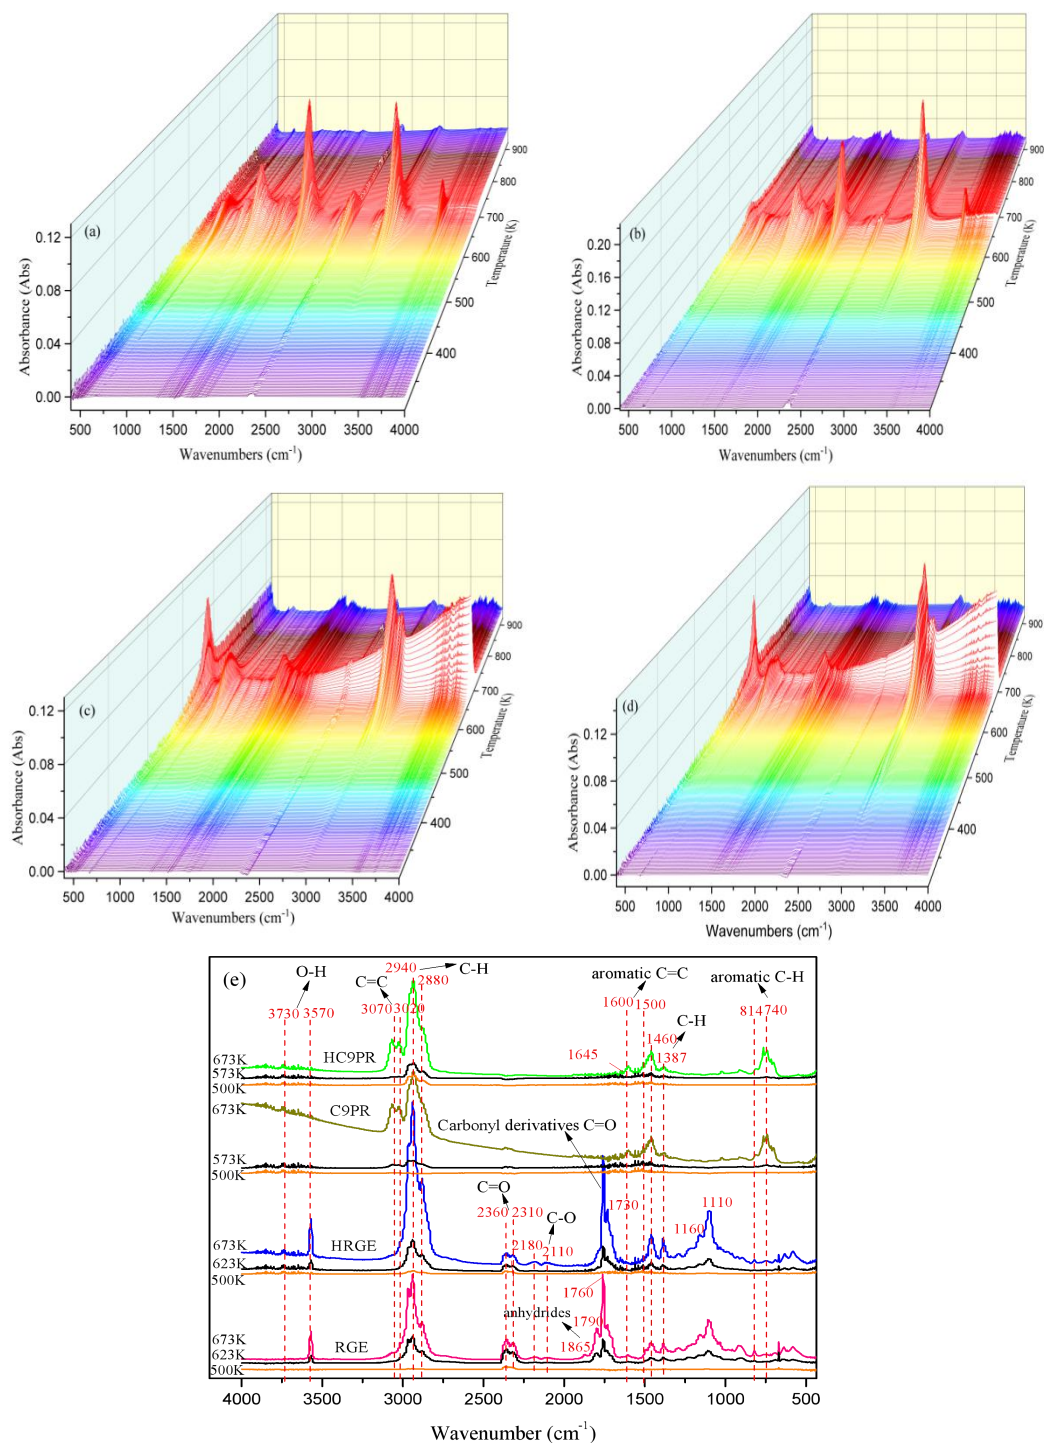 (a)
0.12
0.08
0.04
0.00
Absorbance (Abs)
500 1000 1500 2000 2500 3000 3500 4000
Wavenumbers (cm⁻¹)
400
500
600
700
800
900
Temperature (K)
(b)
0.20
0.16
0.12
0.08
0.04
0.00
Absorbance (Abs)
500 1000 1500 2000 2500 3000 3500 4000
Wavenumbers (cm⁻¹)
400
500
600
700
800
900
Temperature (K)
(c)
0.12
0.08
0.04
0.00
Absorbance (Abs)
500 1000 1500 2000 2500 3000 3500 4000
Wavenumbers (cm⁻¹)
400
500
600
700
800
900
Temperature (K)
(d)
0.12
0.08
0.04
0.00
Absorbance (Abs)
500 1000 1500 2000 2500 3000 3500 4000
Wavenumbers (cm⁻¹)
400
500
600
700
800
900
Temperature (K)
(e)
O-H
C=C
2940
C-H
2880
aromatic C=C
aromatic C-H
3730 3570
3070 3020
1600 1500
814 740
C-H
1460
1387
1645
673K
HC9PR
573K
500K
673K
C9PR
Carbonyl derivatives C=O
573K
500K
C=O
2360 2310
C-O
2180 2110
1730
1160
1110
673K
HRGE
623K
500K
1760
anhydrides
1790
1865
673K
RGE
623K
500K
4000 3500 3000 2500 2000 1500 1000 500
Wavenumber (cm⁻¹)